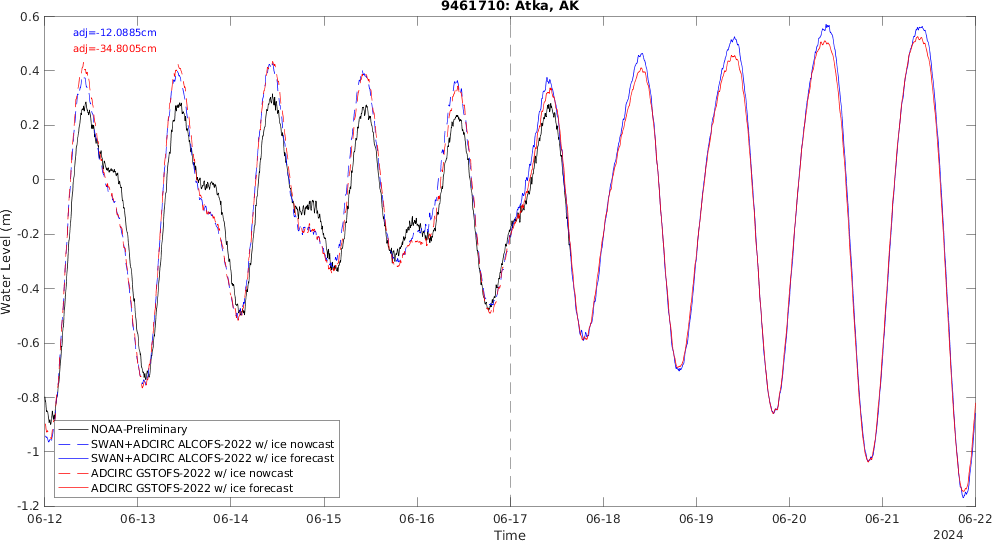 9461710: Atka, AK
adj=-12.0885cm
adj=-34.8005cm
0.6
0.4
0.2
0
-0.2
-0.4
-0.6
-0.8
-1
-1.2
Water Level (m)
NOAA-Preliminary
SWAN+ADCIRC ALCOFS-2022 w/ ice nowcast
SWAN+ADCIRC ALCOFS-2022 w/ ice forecast
ADCIRC GSTOFS-2022 w/ ice nowcast
ADCIRC GSTOFS-2022 w/ ice forecast
06-12 06-13 06-14 06-15 06-16 06-17 06-18 06-19 06-20 06-21 06-22
Time
2024